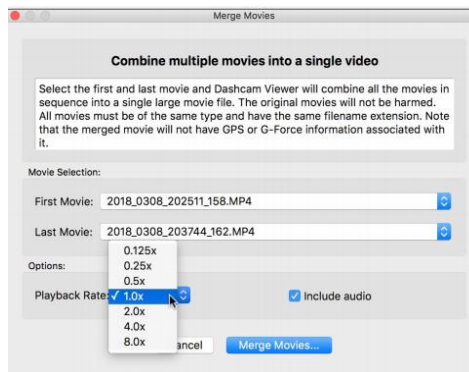 Merge Movies
Combine multiple movies into a single video
Select the first and last movie and Dashcam Viewer will combine all the movies in
sequence into a single large movie file. The original movies will not be harmed.
All movies must be of the same type and have the same filename extension. Note
that the merged movie will not have GPS or G-Force information associated with
it.
Movie Selection:
First Movie: 2018_0308_202511_158.MP4
Last Movie: 2018_0308_203744_162.MP4
Options:
0.125x
0.25x
0.5x
Playback Rate: ✓ 1.0x Include audio
2.0x
4.0x
8.0x
ancel Merge Movies...